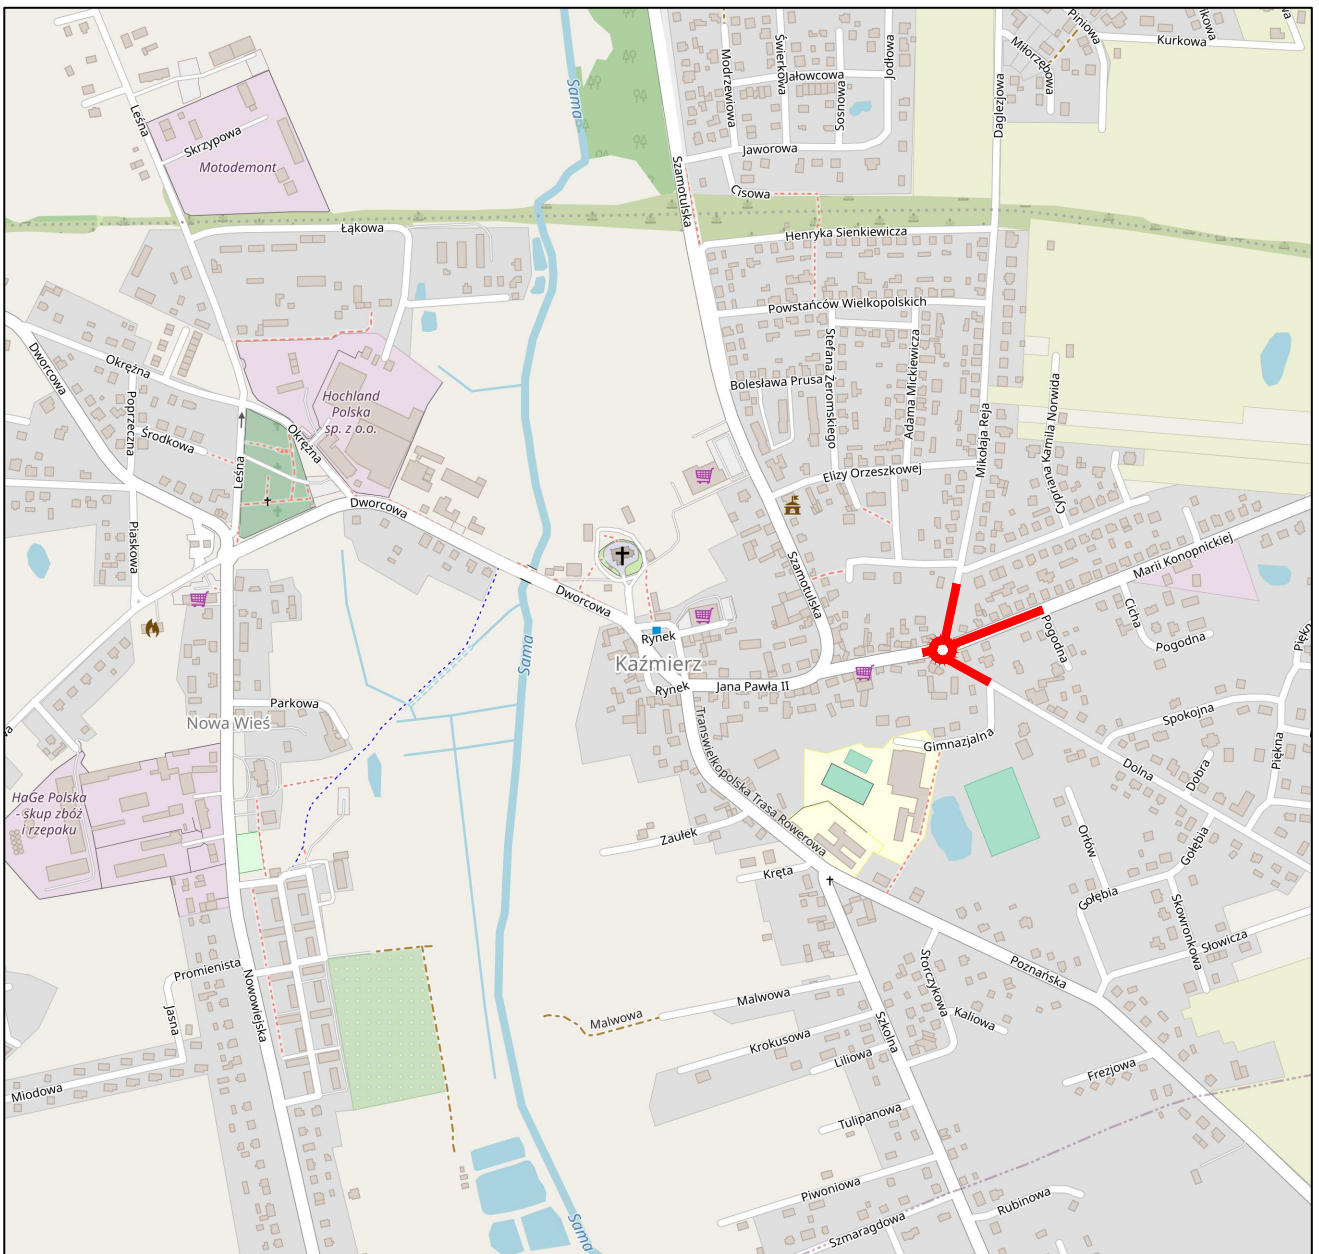 Piniowa
Kurkowa
Miłorzębowa
Świerkowa
Modrzewiowa
Jałowcowa
Jodłowa
Sosnowa
Daglezjowa
Sama
Leśna
Skrzypowa
Motodemont
Jaworowa
Szamotulska
Cisowa
Łąkowa
Henryka Sienkiewicza
Powstańców Wielkopolskich
Dworcowa
Okrężna
Poprzeczna
Środkowa
Hochland
Polska
sp. z o.o.
Okrężna
Leśna
Bolesława Prusa
Stefana Żeromskiego
Adama Mickiewicza
Mikołaja Reja
Cypriana Kamila Norwida
Elizy Orzeszkowej
Dworcowa
Piaskowa
Szamotulska
Marii Konopnickiej
Dworcowa
Rynek
Kaźmierz
Rynek
Jana Pawła II
Sama
Cicha
Pogodna
Pogodna
Parkowa
Nowa Wieś
Transwielkopolska Trasa Rowerowa
Gimnazjalna
Spokojna
Piękna
Dolna
Dobra
HaGe Polska
- skup zbóż
i rzepaku
Zaułek
Kręta
Orłów
Gołębia
Gołębia
Skowronkowa
Słowicza
Promienista
Jasna
Nowowiejska
Miodowa
Malwowa
Malwowa
Storczykowa
Poznańska
Kaliowa
Krokusowa
Liliowa
Szkolna
Frezjowa
Tulipanowa
Piwoniowa
Rubinowa
Szmaragdowa
Sama